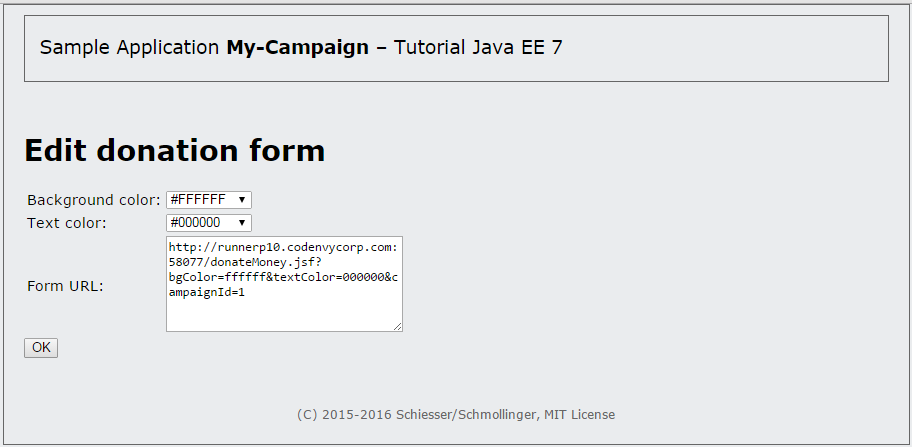 Sample Application My-Campaign – Tutorial Java EE 7
Edit donation form
Background color: #FFFFFF
Text color: #000000
Form URL:
http://runnerp10.codenvycorp.com:
58077/donateMoney.jsf?
bgColor=ffffff&textColor=000000&c
ampaignId=1
OK
(C) 2015-2016 Schiesser/Schmollinger, MIT License